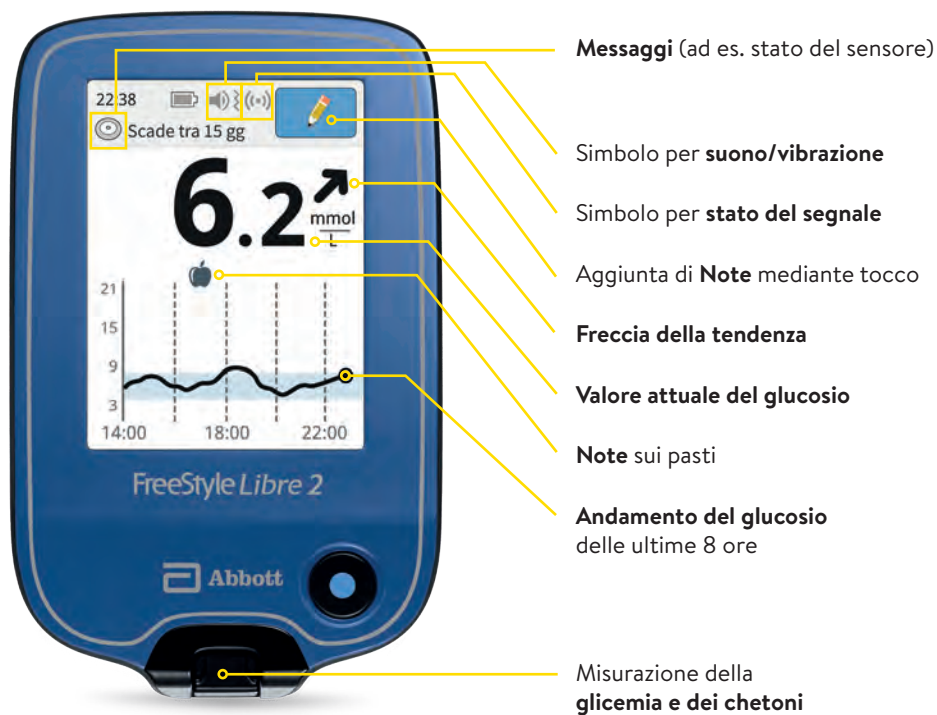 Messaggi (ad es. stato del sensore)
22:38
Scade tra 15 gg
Simbolo per suono/vibrazione
6.2
mmol
L
Simbolo per stato del segnale
Aggiunta di Note mediante tocco
21
15
9
3
14:00 18:00 22:00
Freccia della tendenza
Valore attuale del glucosio
Note sui pasti
FreeStyle Libre 2
Andamento del glucosio
delle ultime 8 ore
Abbott
Misurazione della
glicemia e dei chetoni